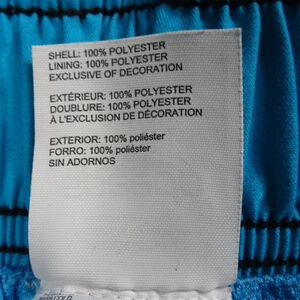 SHELL: 100% POLYESTER
LINING: 100% POLYESTER
EXCLUSIVE OF DECORATION
EXTÉRIEUR: 100% POLYESTER
DOUBLURE: 100% POLYESTER
À L'EXCLUSION DE DÉCORATION
EXTERIOR: 100% poliéster
FORRO: 100% poliéster
SIN ADORNOS